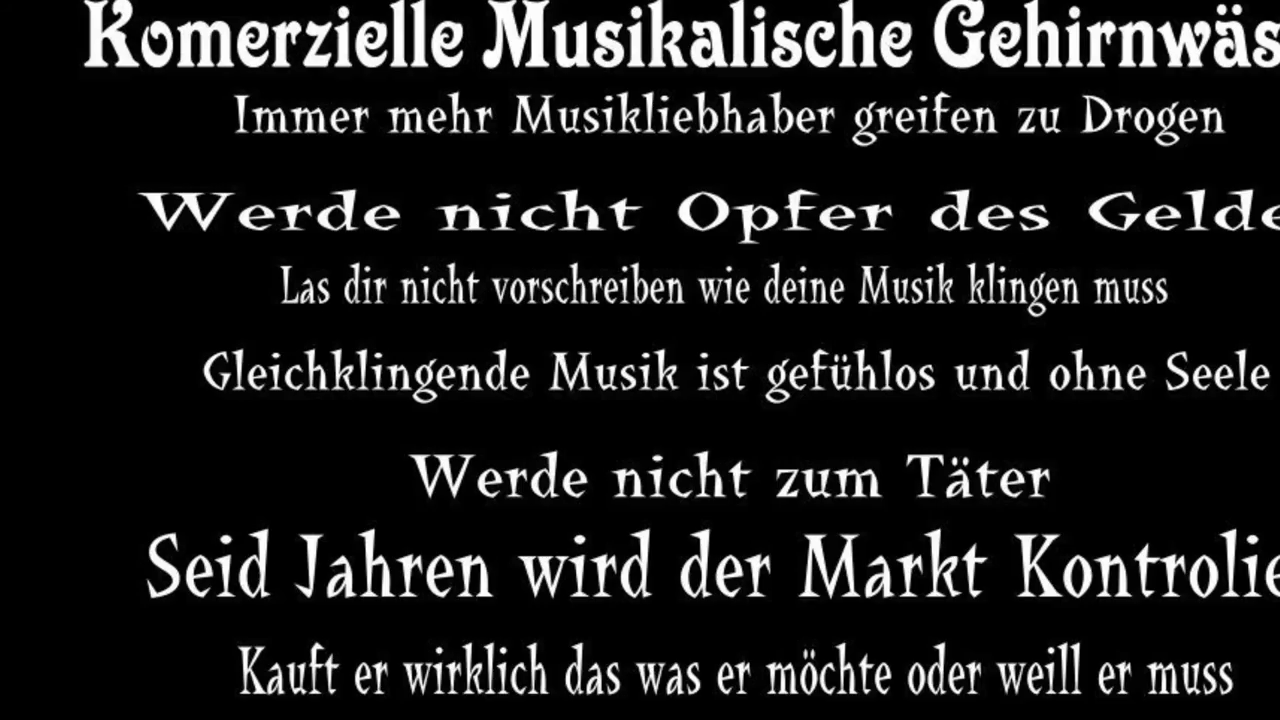 Komerzielle Musikalische Gehirnwäs
Immer mehr Musikliebhaber greifen zu Drogen
Werde nicht Opfer des Gelde
Las dir nicht vorschreiben wie deine Musik klingen muss
Gleichklingende Musik ist gefühlos und ohne Seele
Werde nicht zum Täter
Seid Jahren wird der Markt Kontrolie
Kauft er wirklich das was er möchte oder weill er muss